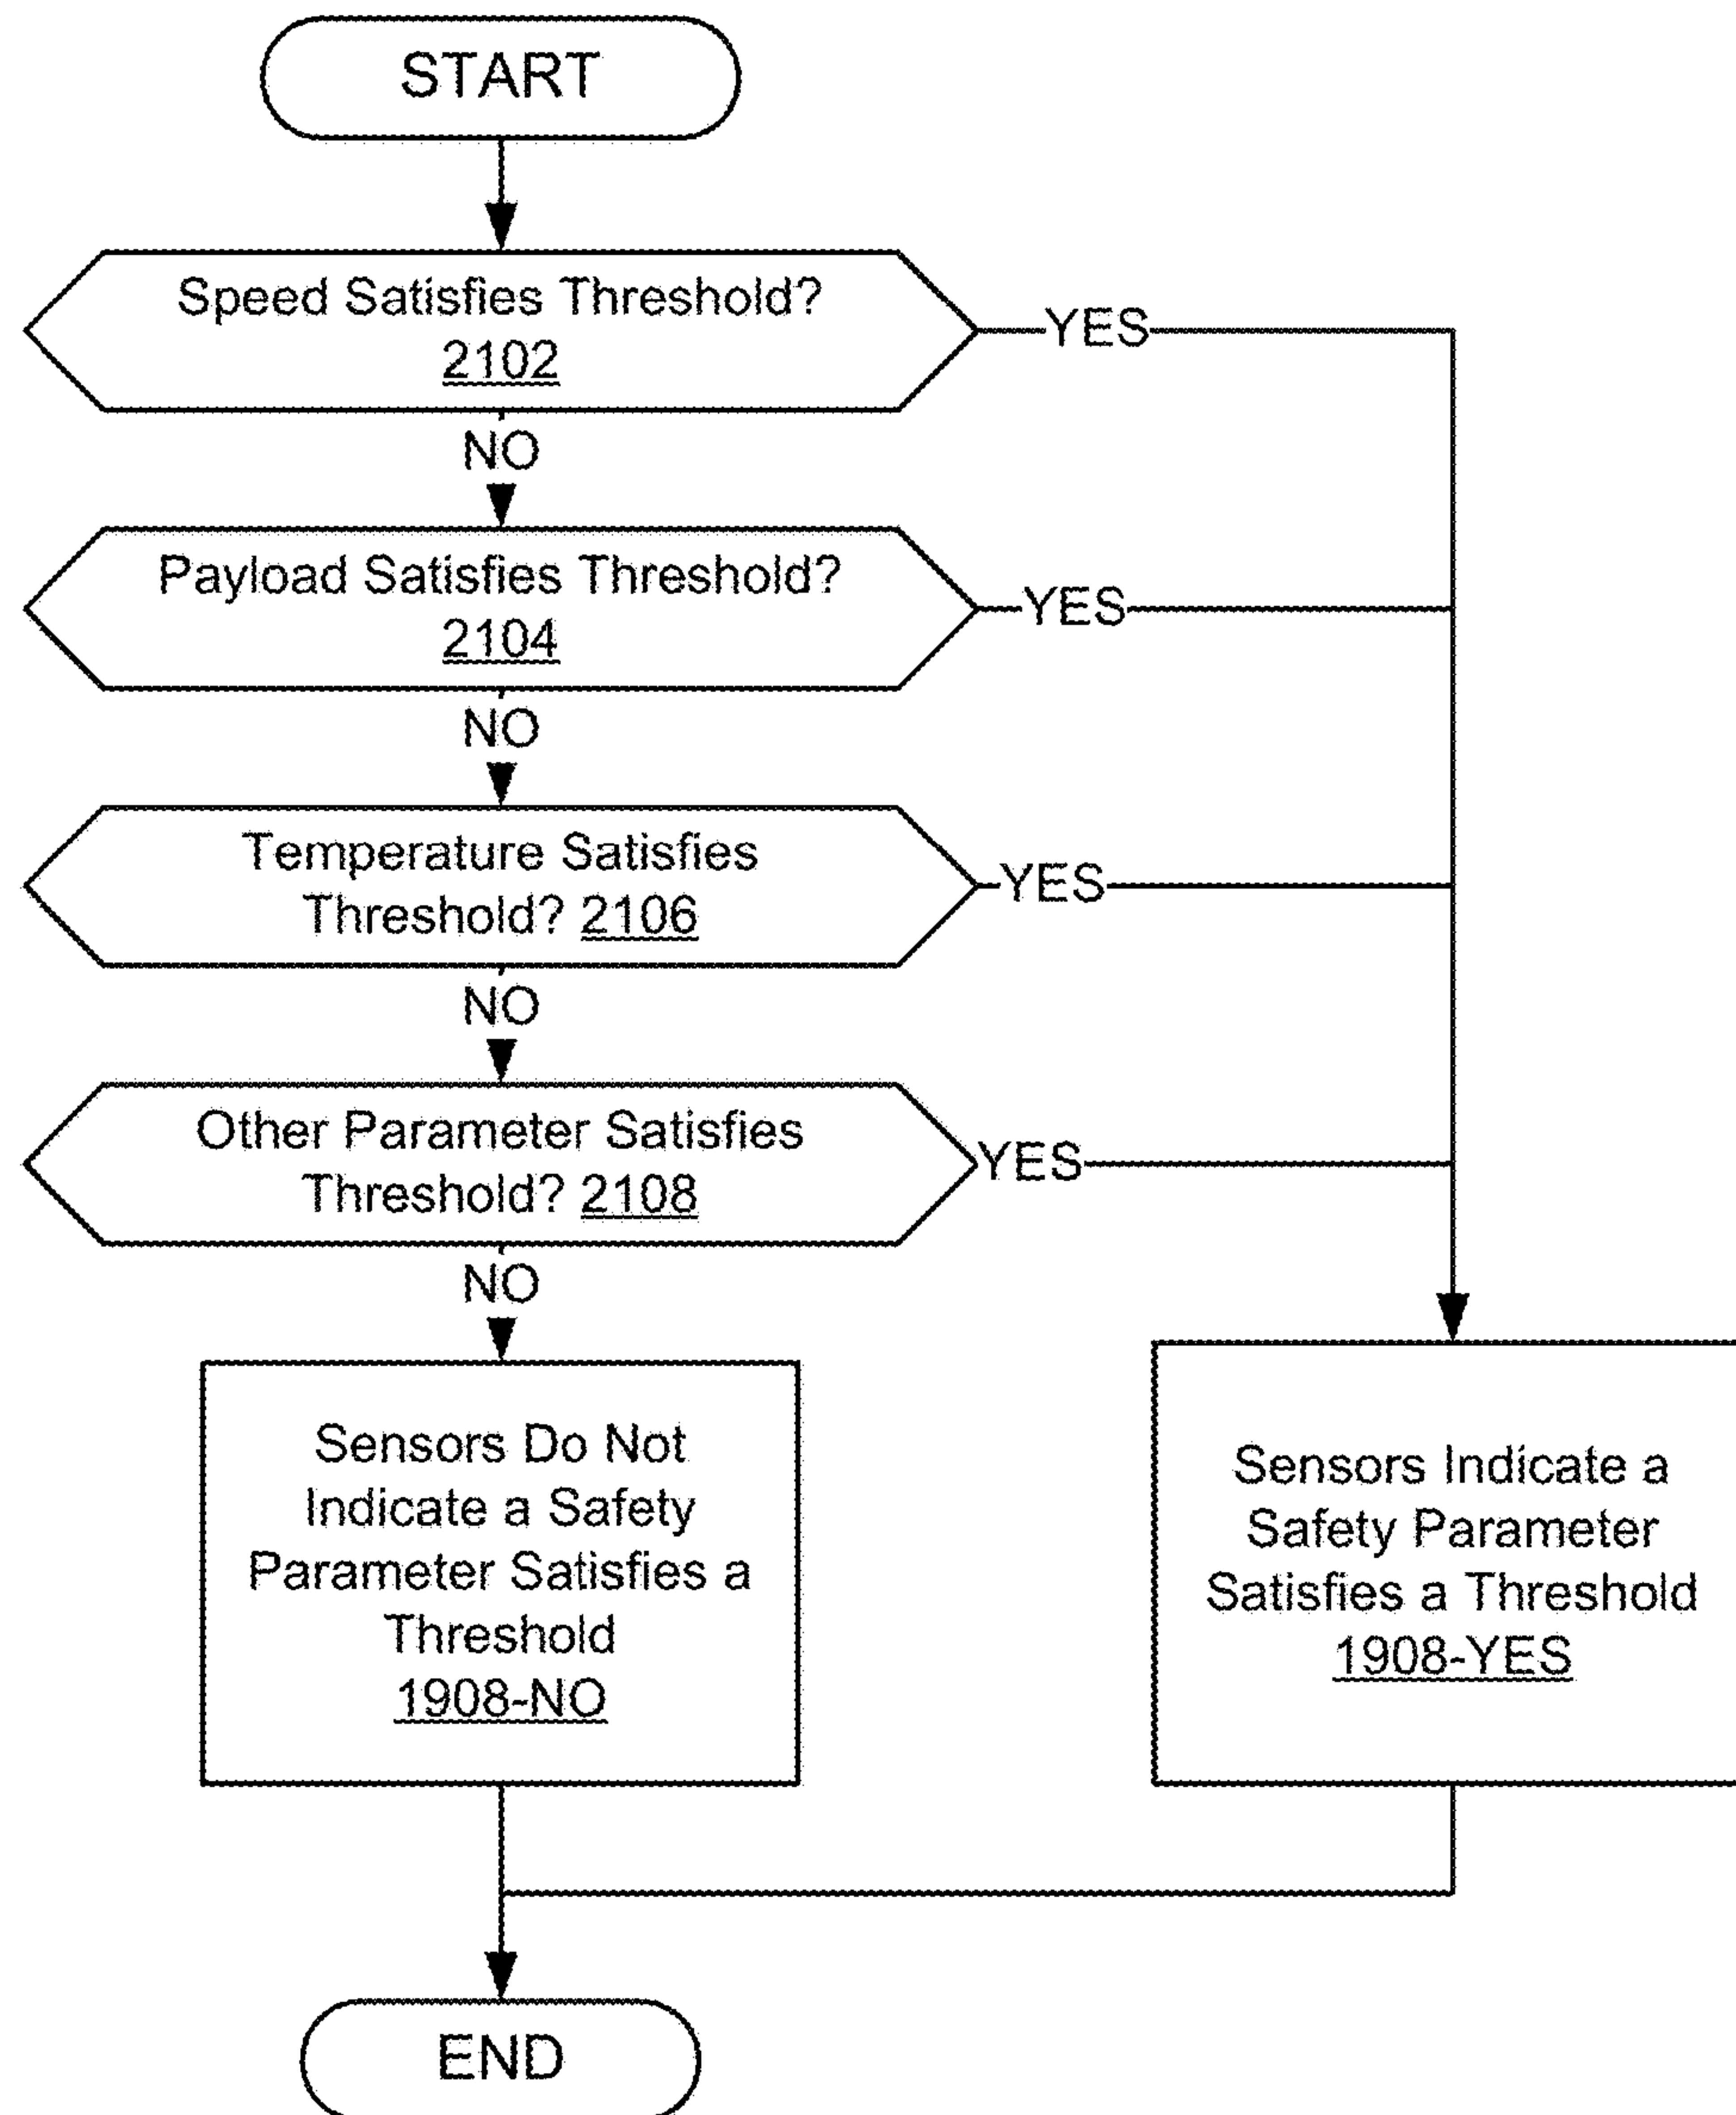 START
Speed Satisfies Threshold?
2102
YES
NO
Payload Satisfies Threshold?
2104
YES
NO
Temperature Satisfies
Threshold? 2106
YES
NO
Other Parameter Satisfies
Threshold? 2108
YES
NO
Sensors Do Not
Indicate a Safety
Parameter Satisfies a
Threshold
1908-NO
Sensors Indicate a
Safety Parameter
Satisfies a Threshold
1908-YES
END